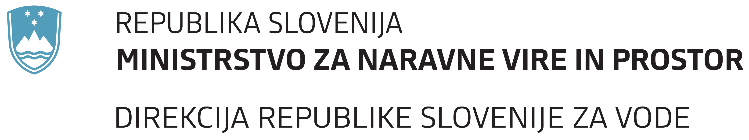 REPUBLIKA SLOVENIJA
MINISTRSTVO ZA NARAVNE VIRE IN PROSTOR
DIREKCIJA REPUBLIKE SLOVENIJE ZA VODE